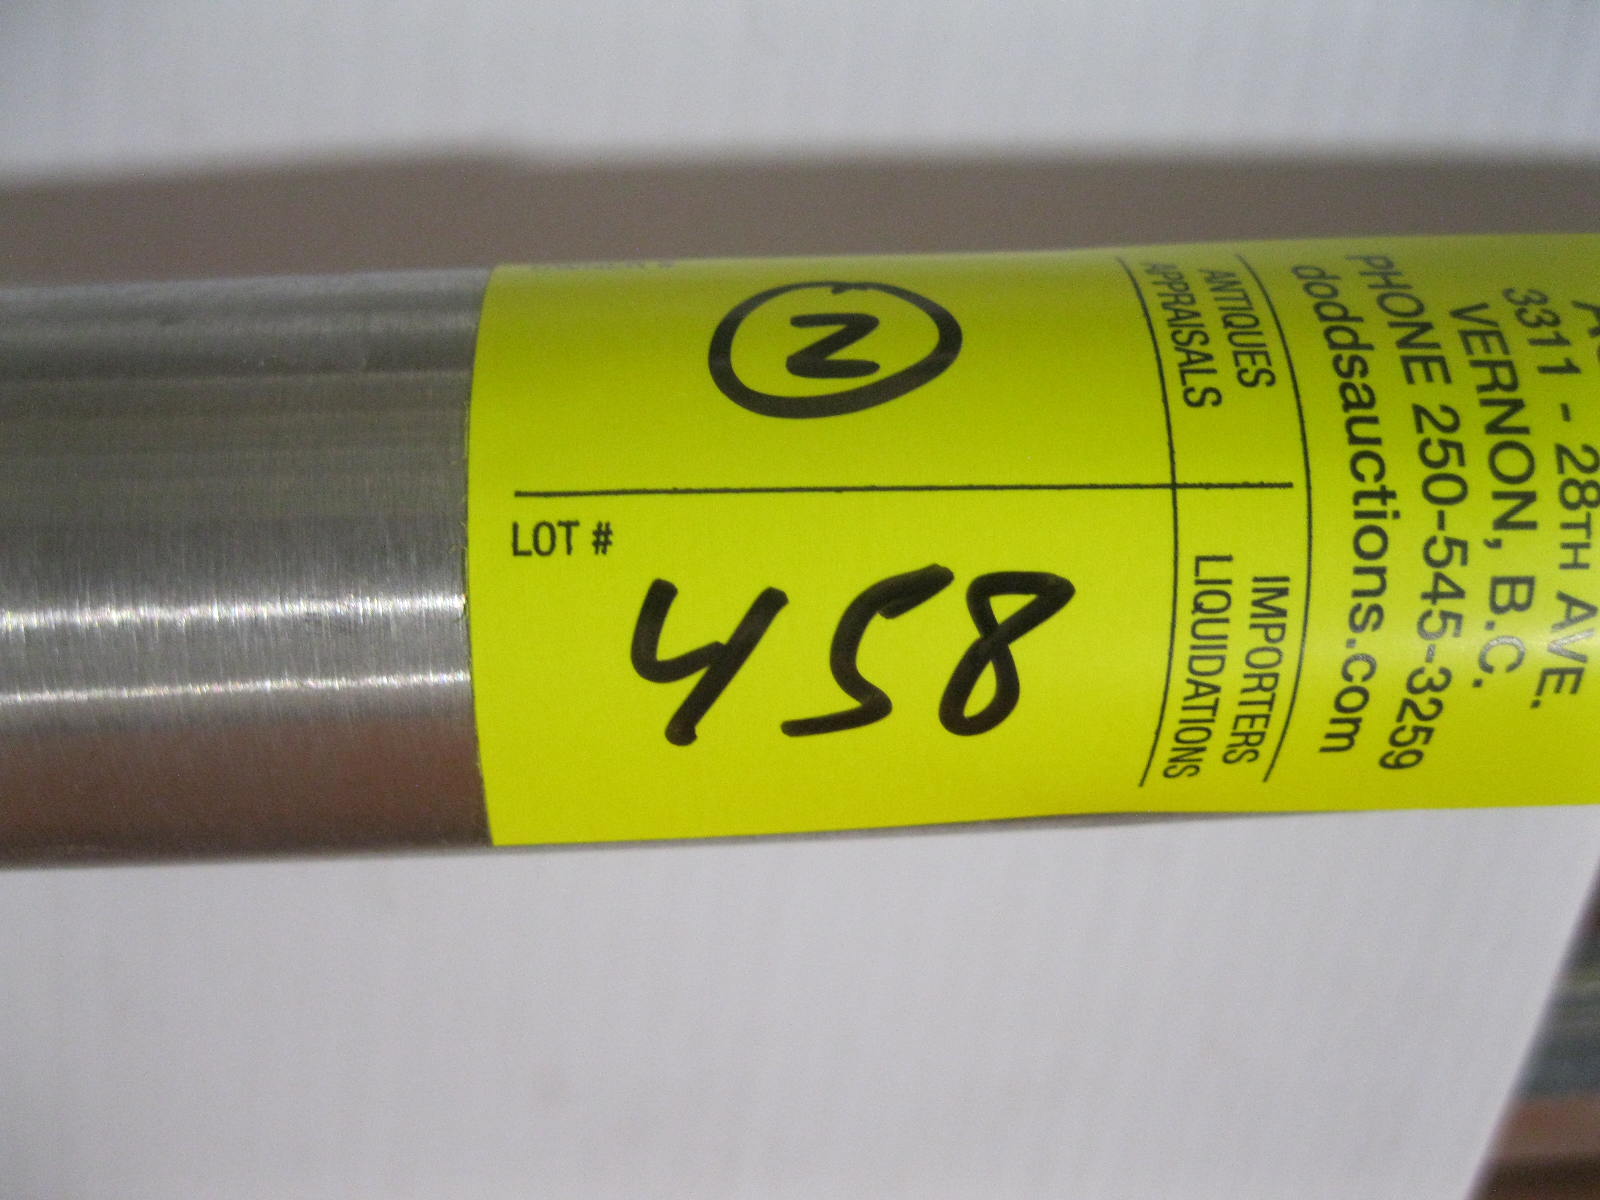 3311 - 28TH AVE.
VERNON, B.C.
PHONE 250-545-3259
doddsauctions.com
ANTIQUES IMPORTERS
APPRAISALS LIQUIDATIONS
N
LOT #
458